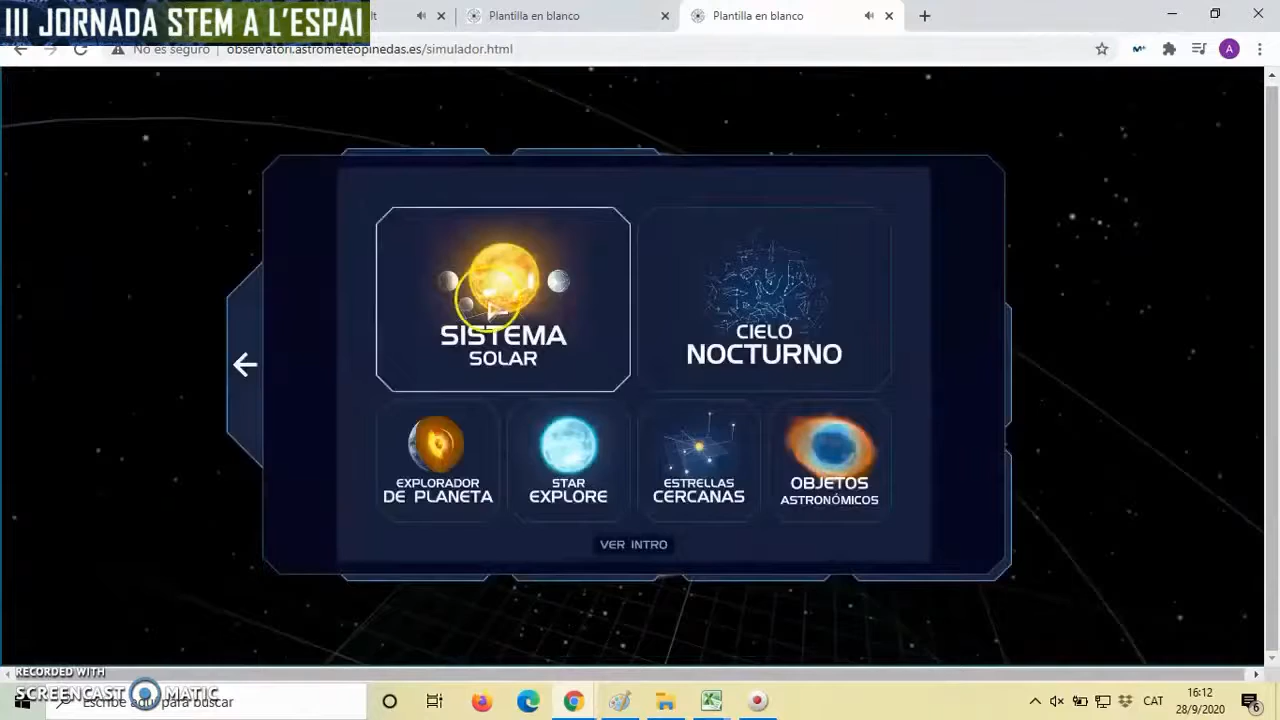 III JORNADA STEM A L'ESPAI
lt
Plantilla en blanco
Plantilla en blanco
No es seguro
observatori.astrometeopinedas.es/simulador.html
A
SISTEMA
SOLAR
CIELO
NOCTURNO
EXPLORADOR
DE PLANETA
STAR
EXPLORE
ESTRELLAS
CERCANAS
OBJETOS
ASTRONÓMICOS
VER INTRO
RECORDED WITH
SCREENCAST MATIC
Escribe aquí para buscar
CAT
16:12
28/9/2020
6